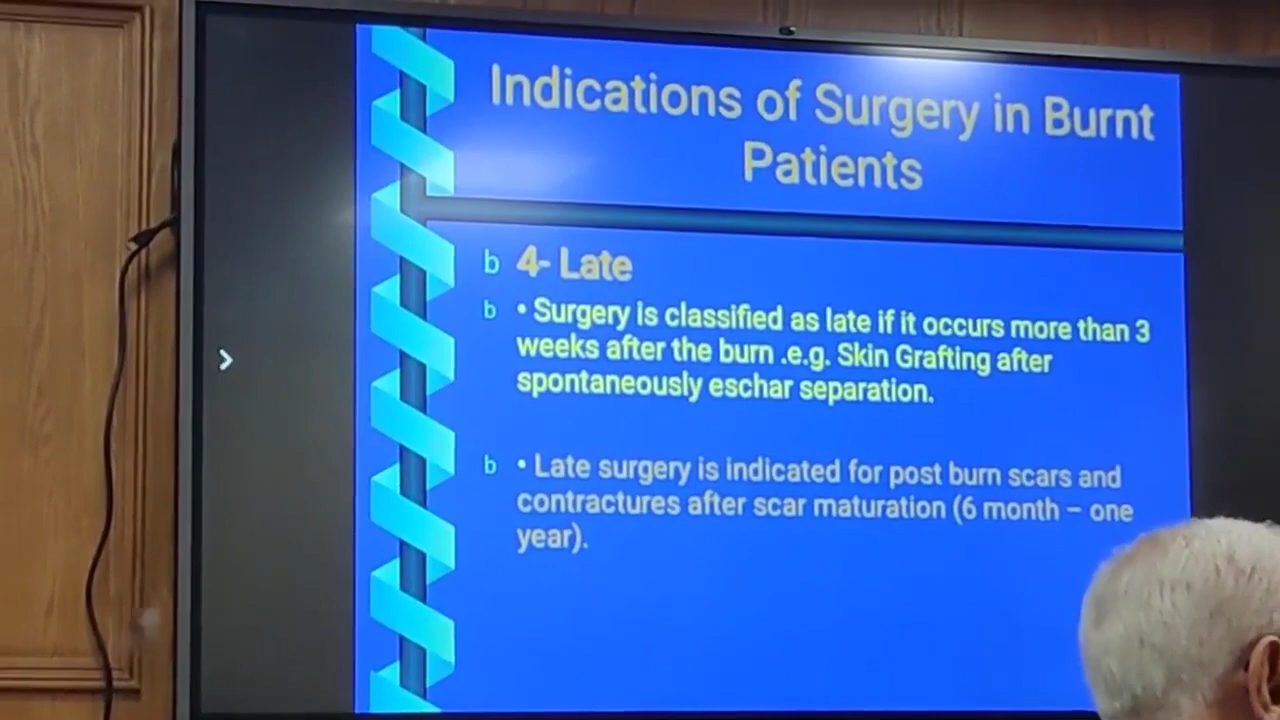 Indications of Surgery in Burnt
Patients
b 4- Late
b • Surgery is classified as late if it occurs more than 3
weeks after the burn .e.g. Skin Grafting after
spontaneously eschar separation.
b • Late surgery is indicated for post burn scars and
contractures after scar maturation (6 month – one
year).